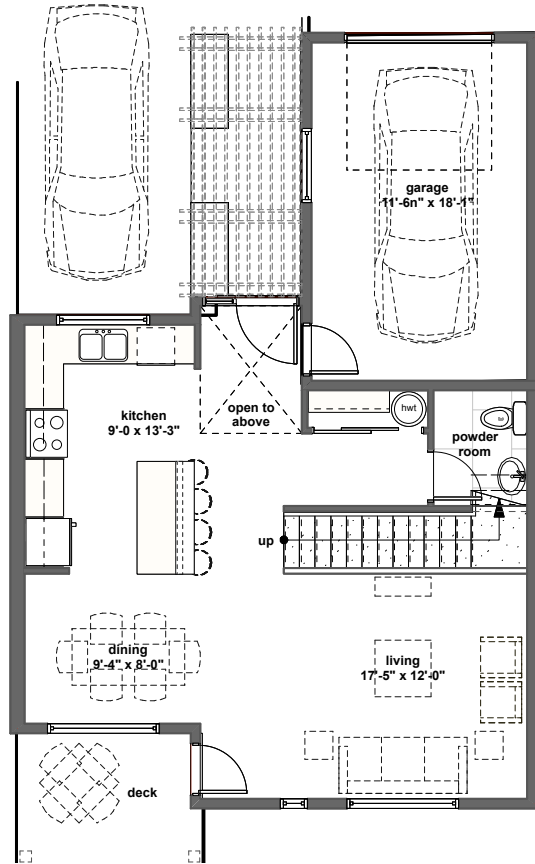 garage
11'-6n" x 18'-1"
kitchen
9'-0 x 13'-3"
open to
above
hwt
powder
room
up
dining
9'-4" x 8'-0"
living
17'-5" x 12'-0"
deck